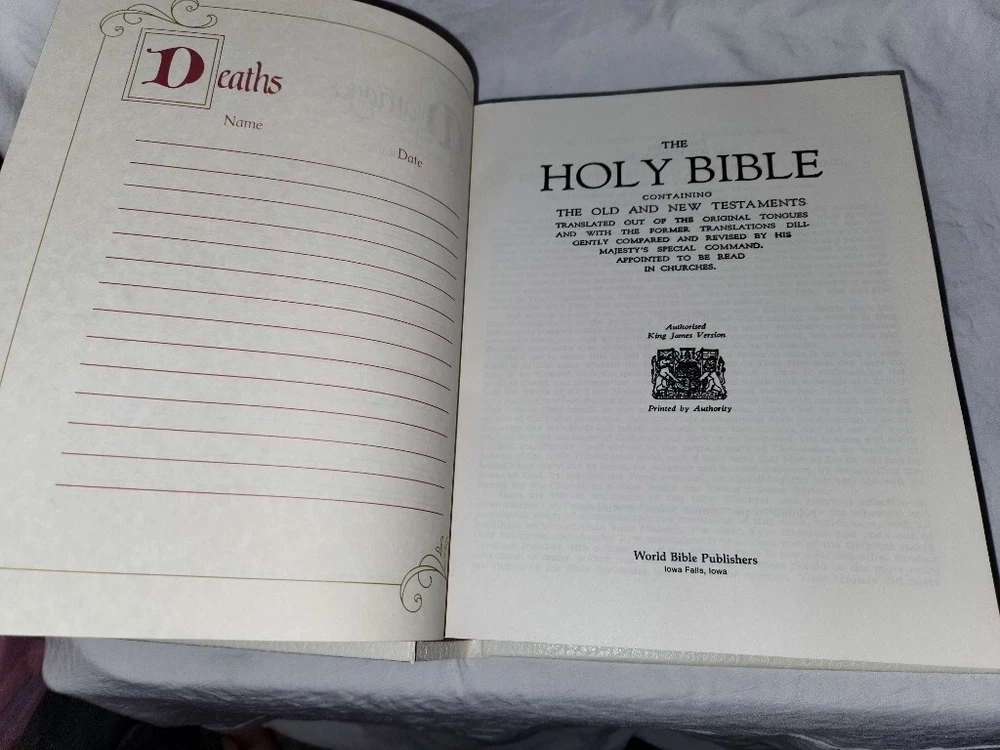 Deaths
Name
Date
THE
HOLY BIBLE
CONTAINING
THE OLD AND NEW TESTAMENTS
TRANSLATED OUT OF THE ORIGINAL TONGUES
AND WITH THE FORMER TRANSLATIONS DILI-
GENTLY COMPARED AND REVISED BY HIS
MAJESTY'S SPECIAL COMMAND.
APPOINTED TO BE READ
IN CHURCHES.
Authorised
King James Version
Printed by Authority
World Bible Publishers
Iowa Falls, Iowa